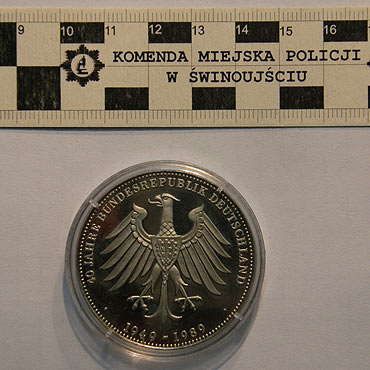 9 10 11 12 13 14 15 16
KOMENDA MIEJSKA POLICJI
W ŚWINOUJŚCIU
40 JAHRE BUNDESREPUBLIK DEUTSCHLAND
1949 - 1989